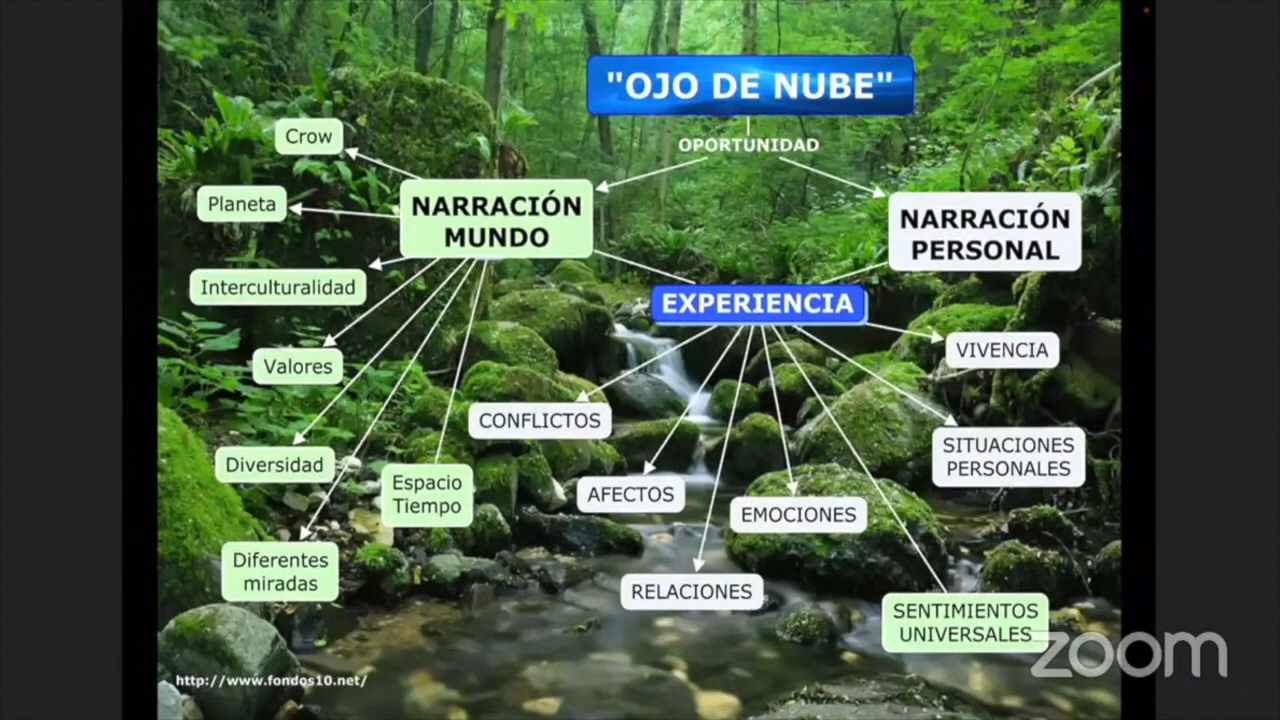 "OJO DE NUBE"
OPORTUNIDAD
Crow
Planeta
NARRACIÓN
MUNDO
NARRACIÓN
PERSONAL
Interculturalidad
EXPERIENCIA
Valores
VIVENCIA
CONFLICTOS
Diversidad
Espacio
Tiempo
AFECTOS
EMOCIONES
SITUACIONES
PERSONALES
Diferentes
miradas
RELACIONES
SENTIMIENTOS
UNIVERSALES
http://www.fondos10.net/
zoom